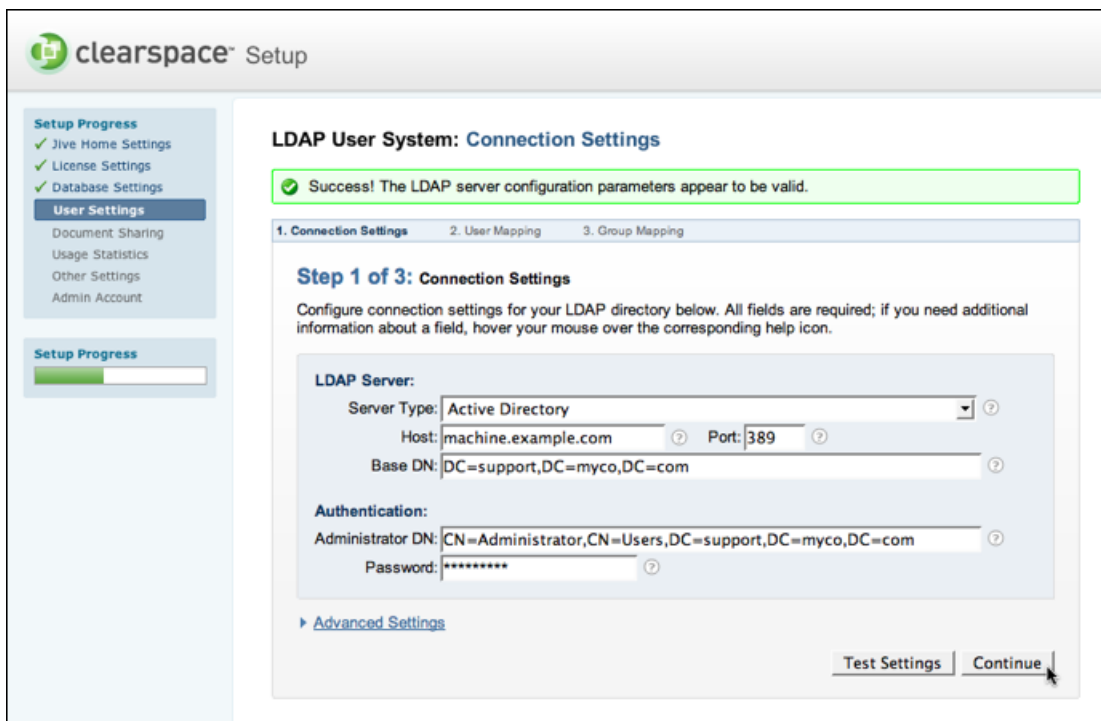 clearspace™ Setup
Setup Progress
✓ Jive Home Settings
✓ License Settings
✓ Database Settings
User Settings
Document Sharing
Usage Statistics
Other Settings
Admin Account
Setup Progress
LDAP User System: Connection Settings
Success! The LDAP server configuration parameters appear to be valid.
1. Connection Settings 2. User Mapping 3. Group Mapping
Step 1 of 3: Connection Settings
Configure connection settings for your LDAP directory below. All fields are required; if you need additional
information about a field, hover your mouse over the corresponding help icon.
LDAP Server:
Server Type: Active Directory ?
Host: machine.example.com ? Port: 389 ?
Base DN: DC=support,DC=myco,DC=com ?
Authentication:
Administrator DN: CN=Administrator,CN=Users,DC=support,DC=myco,DC=com ?
Password: ********* ?
Advanced Settings
Test Settings Continue